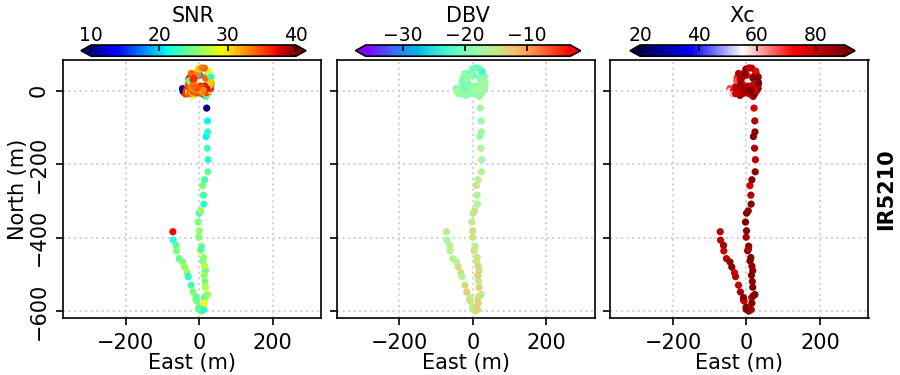 SNR DBV Xc
10 20 30 40 −30 −20 −10 20 40 60 80
0
−200
−400
−600
North (m)
IR5210
−200 0 200 −200 0 200 −200 0 200
East (m) East (m) East (m)